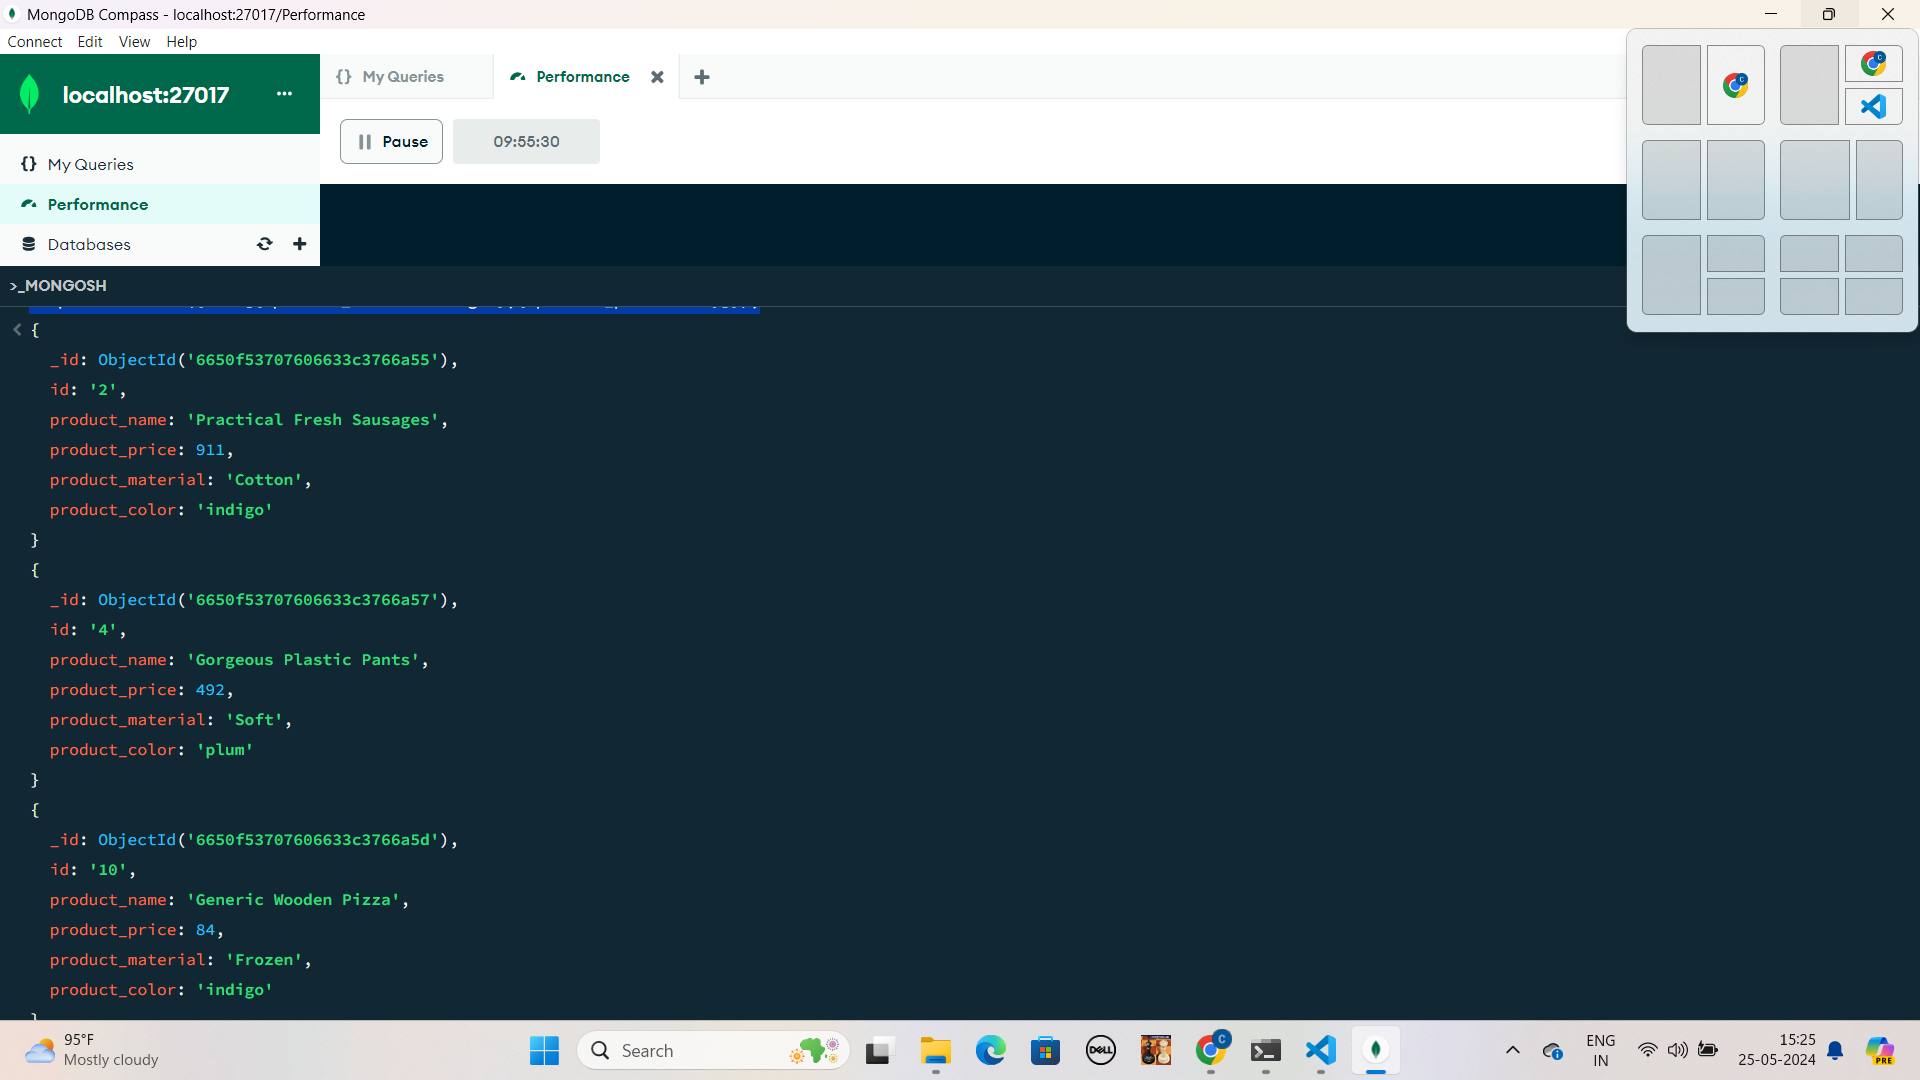 MongoDB Compass - localhost:27017/Performance
Connect Edit View Help
localhost:27017 ...
{} My Queries
Performance
Databases
{} My Queries
Performance
Pause
09:55:30
>_MONGOSH
{
_id: ObjectId('6650f53707606633c3766a55'),
id: '2',
product_name: 'Practical Fresh Sausages',
product_price: 911,
product_material: 'Cotton',
product_color: 'indigo'
}
{
_id: ObjectId('6650f53707606633c3766a57'),
id: '4',
product_name: 'Gorgeous Plastic Pants',
product_price: 492,
product_material: 'Soft',
product_color: 'plum'
}
{
_id: ObjectId('6650f53707606633c3766a5d'),
id: '10',
product_name: 'Generic Wooden Pizza',
product_price: 84,
product_material: 'Frozen',
product_color: 'indigo'
}
95°F
Mostly cloudy
Search
DELL
C
ENG
IN
15:25
25-05-2024
PRE